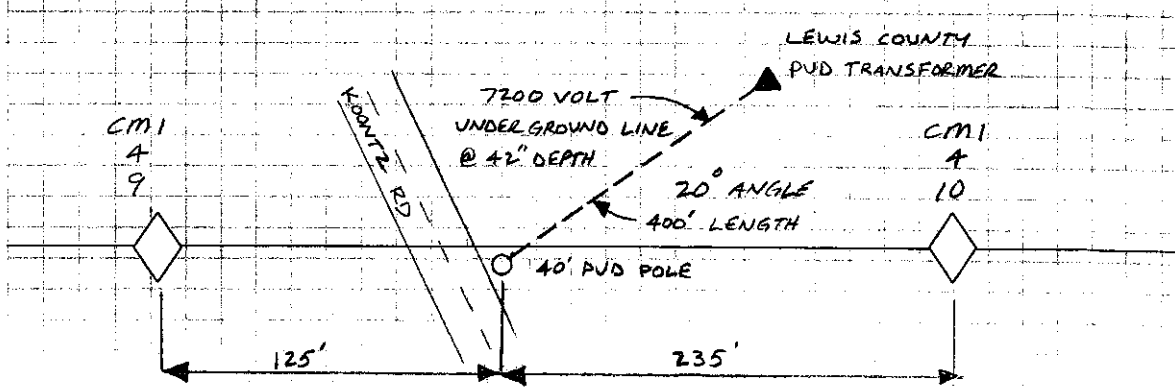 LEWIS COUNTY
PUD TRANSFORMER
7200 VOLT
UNDERGROUND LINE
@ 42" DEPTH
KOONTZ RD
CM1
4
9
CM1
4
10
20° ANGLE
400' LENGTH
40' PUD POLE
125'
235'